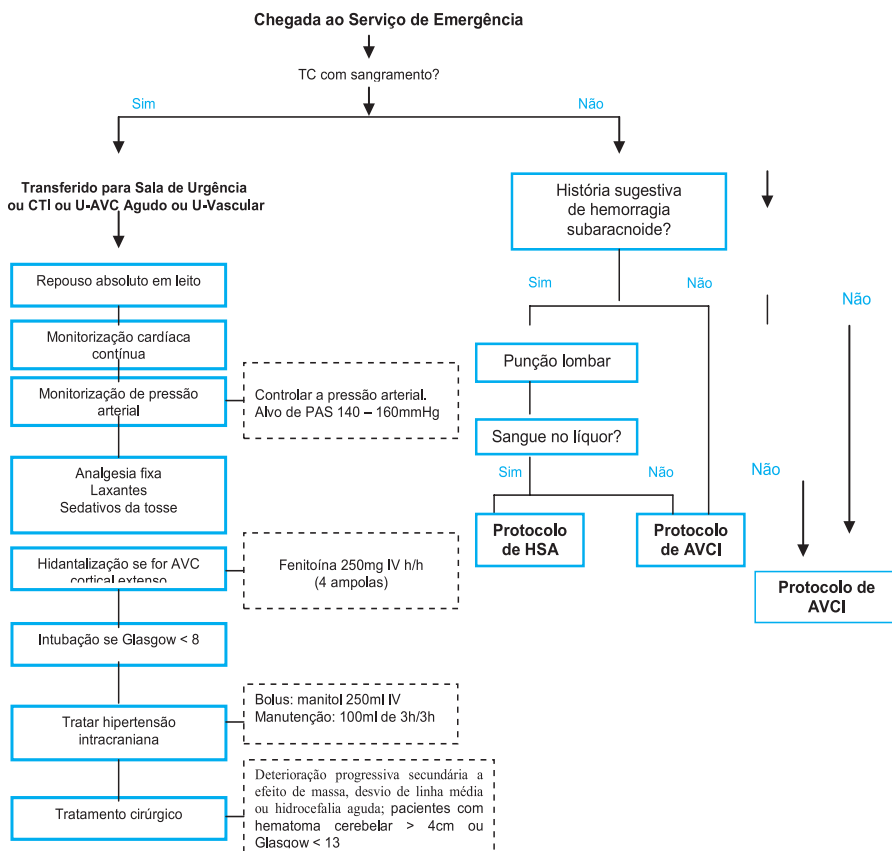 Chegada ao Serviço de Emergência
TC com sangramento?
Sim
Não
Transferido para Sala de Urgência
ou CTI ou U-AVC Agudo ou U-Vascular
Repouso absoluto em leito
Monitorização cardíaca
contínua
Monitorização de pressão
arterial
Controlar a pressão arterial.
Alvo de PAS 140 – 160mmHg
Analgesia fixa
Laxantes
Sedativos da tosse
Hidantalização se for AVC
cortical extenso
Fenitoína 250mg IV h/h
(4 ampolas)
Intubação se Glasgow < 8
Tratar hipertensão
intracraniana
Bolus: manitol 250ml IV
Manutenção: 100ml de 3h/3h
Tratamento cirúrgico
Deterioração progressiva secundária a
efeito de massa, desvio de linha média
ou hidrocefalia aguda; pacientes com
hematoma cerebelar > 4cm ou
Glasgow < 13
História sugestiva
de hemorragia
subaracnoide?
Sim
Não
Punção lombar
Sangue no líquor?
Sim
Não
Protocolo
de HSA
Protocolo
de AVCI
Não
Não
Protocolo de
AVCI